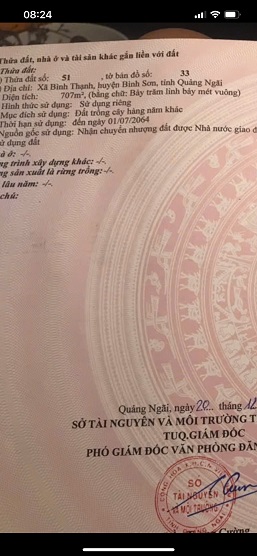 08:24
Thửa đất, nhà ở và tài sản khác gắn liền với đất
Thửa đất:
) Thửa đất số: 51 , tờ bản đồ số: 33
) Địa chỉ: Xã Bình Thạnh, huyện Bình Sơn, tỉnh Quảng Ngãi
) Diện tích: 707m², (bằng chữ: Bảy trăm linh bảy mét vuông)
) Hình thức sử dụng: Sử dụng riêng
Mục đích sử dụng: Đất trồng cây hàng năm khác
Thời hạn sử dụng: đến ngày 01/07/2064
Nguồn gốc sử dụng: Nhận chuyển nhượng đất được Nhà nước giao đ
ử dụng đất
à ở: -/-.
ng trình xây dựng khác: -/-.
ng sản xuất là rừng trồng: -/-.
lâu năm: -/-.
chú:
Quảng Ngãi, ngày 20 tháng 12
SỞ TÀI NGUYÊN VÀ MÔI TRƯỜNG T
TUQ.GIÁM ĐỐC
PHÓ GIÁM ĐỐC VĂN PHÒNG ĐĂN
SỞ
TÀI NGUYÊN
VÀ MÔI TRƯỜNG
Cường